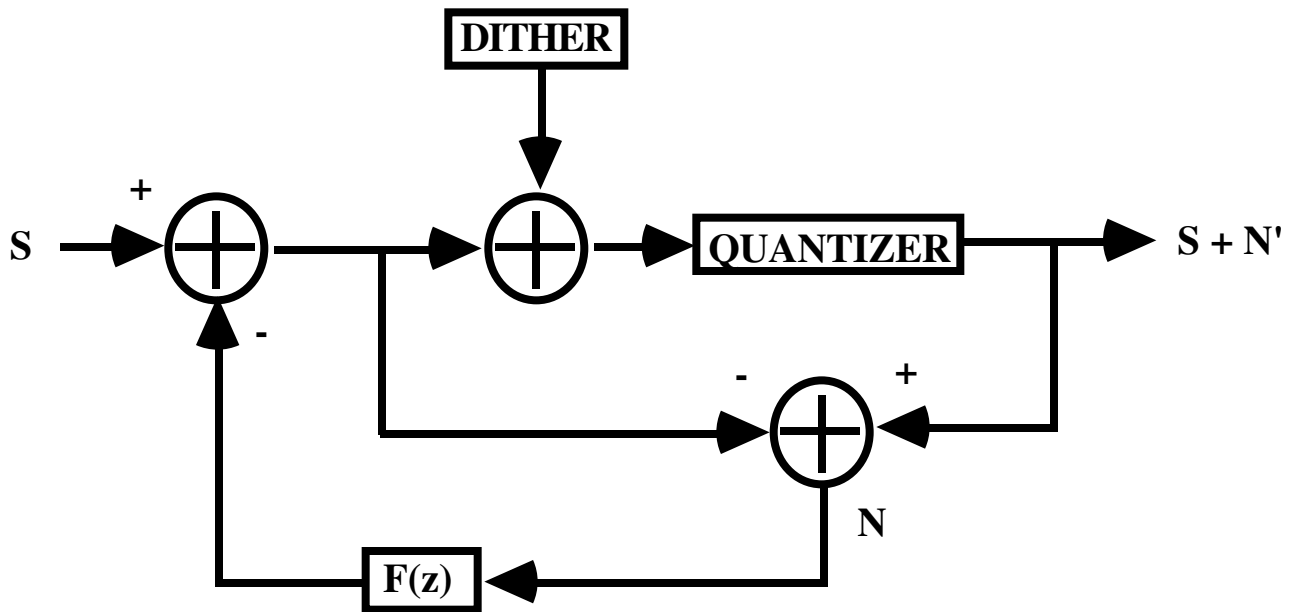 DITHER
+
S
QUANTIZER
S + N'
-
-
+
N
F(z)